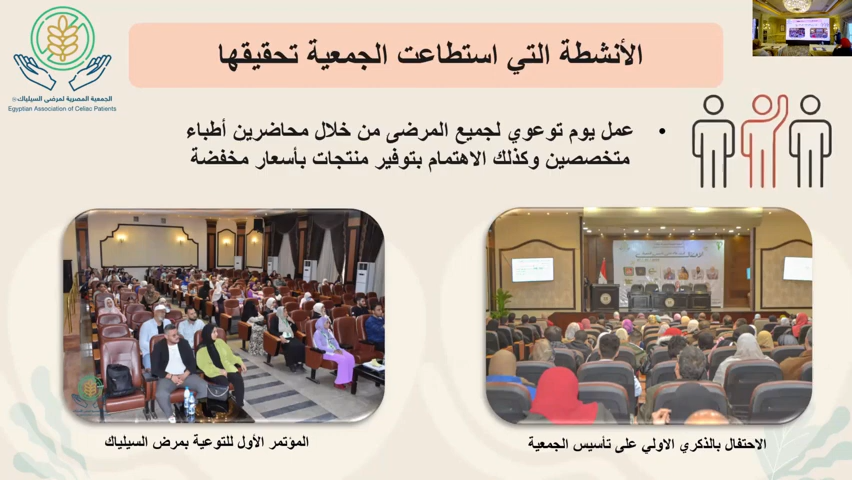 الأنشطة التي استطاعت الجمعية تحقيقها
الجمعية المصرية لمرضى السيلياك
Egyptian Association of Celiac Patients
• عمل يوم توعوي لجميع المرضى من خلال محاضرين أطباء
متخصصين وكذلك الاهتمام بتوفير منتجات بأسعار مخفضة
الاحتفال بالذكري الاولي على تأسيس الجمعية
المؤتمر الأول للتوعية بمرض السيلياك